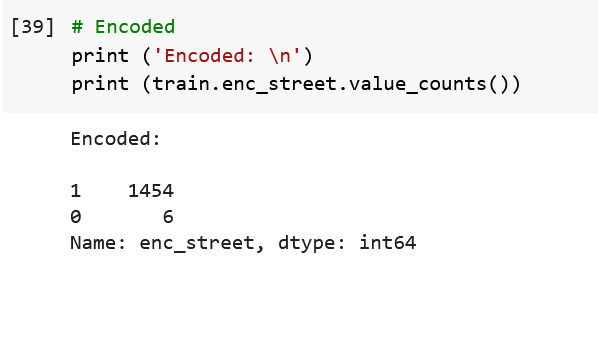 [39] # Encoded
print ('Encoded: \n')
print (train.enc_street.value_counts())
Encoded:
1    1454
0       6
Name: enc_street, dtype: int64